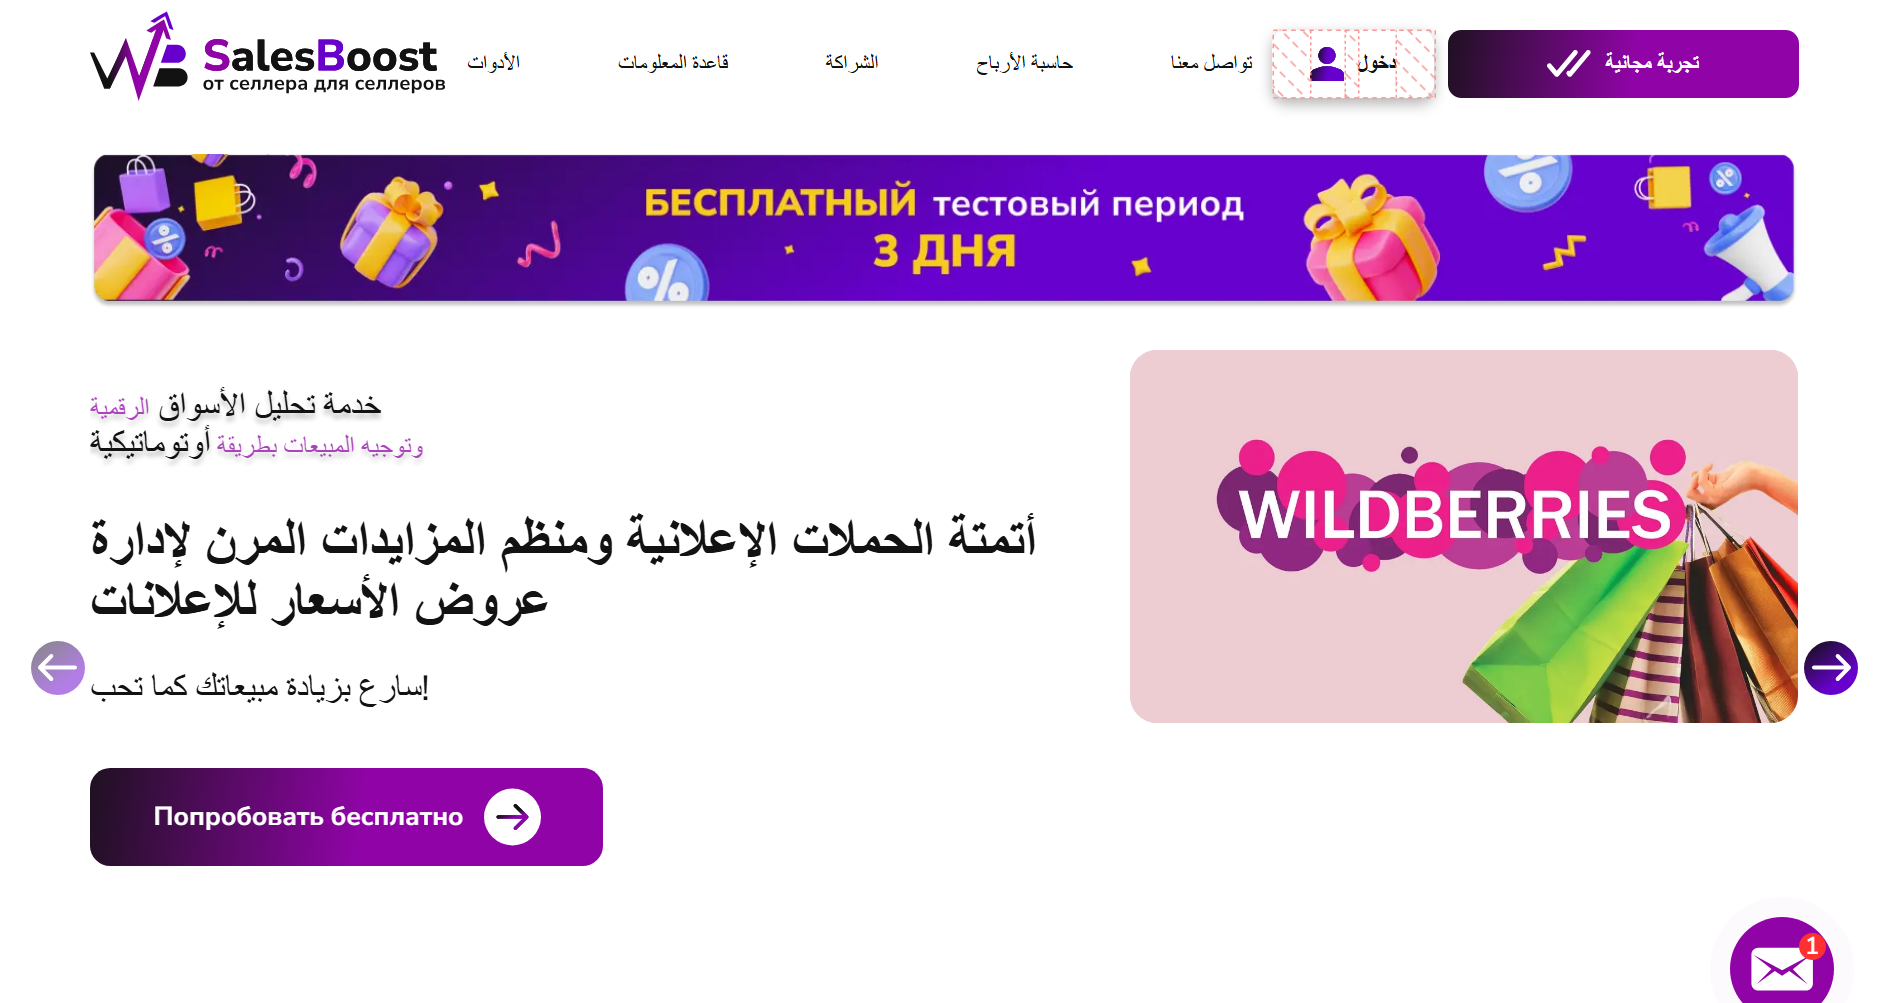 SalesBoost
от селлера для селлеров
الأدوات
قاعدة المعلومات
الشراكة
حاسبة الأرباح
تواصل معنا
دخول
تجربة مجانية
БЕСПЛАТНЫЙ тестовый период
3 ДНЯ
خدمة تحليل الأسواق الرقمية
وتوجيه المبيعات بطريقة أوتوماتيكية
أتمتة الحملات الإعلانية ومنظم المزايدات المرن لإدارة
عروض الأسعار للإعلانات
سارع بزيادة مبيعاتك كما تحب!
Попробовать бесплатно
WILDBERRIES
1